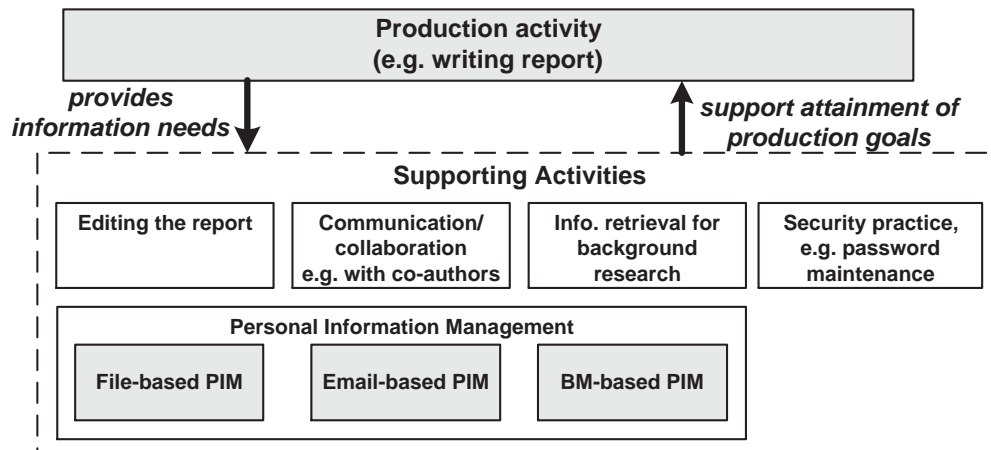 Production activity
(e.g. writing report)
provides
information needs
support attainment of
production goals
Supporting Activities
Editing the report
Communication/
collaboration
e.g. with co-authors
Info. retrieval for
background
research
Security practice,
e.g. password
maintenance
Personal Information Management
File-based PIM
Email-based PIM
BM-based PIM